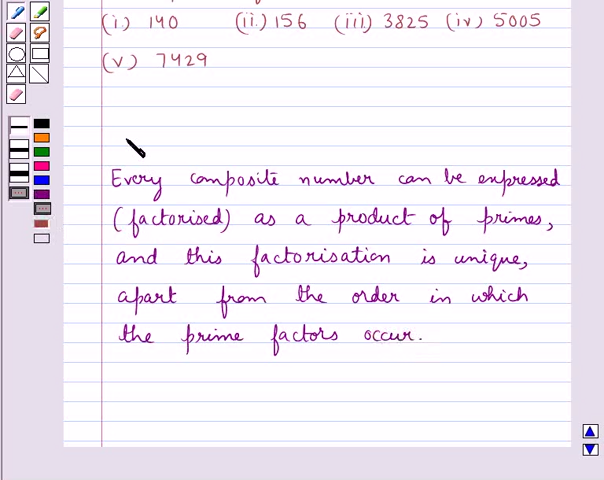 (i.) 140 (ii.) 156 (iii) 3825 (iv) 5005
(v) 7429
Every composite number can be expressed
(factorised) as a product of primes,
and this factorisation is unique,
apart from the order in which
the prime factors occur.